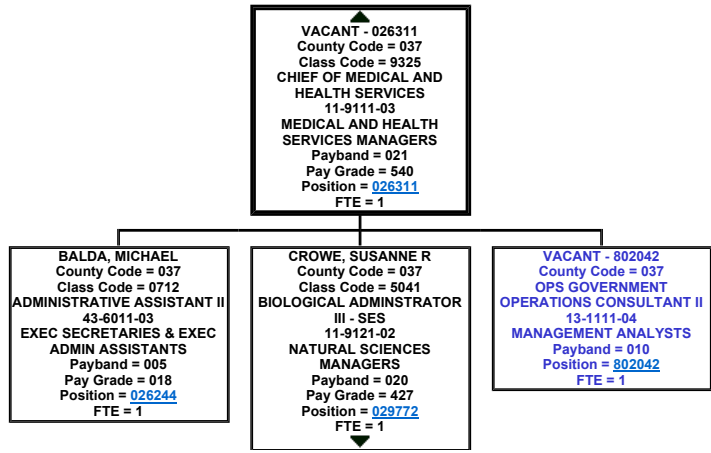 VACANT - 026311
County Code = 037
Class Code = 9325
CHIEF OF MEDICAL AND
HEALTH SERVICES
11-9111-03
MEDICAL AND HEALTH
SERVICES MANAGERS
Payband = 021
Pay Grade = 540
Position = 026311
FTE = 1
BALDA, MICHAEL
County Code = 037
Class Code = 0712
ADMINISTRATIVE ASSISTANT II
43-6011-03
EXEC SECRETARIES & EXEC
ADMIN ASSISTANTS
Payband = 005
Pay Grade = 018
Position = 026244
FTE = 1
CROWE, SUSANNE R
County Code = 037
Class Code = 5041
BIOLOGICAL ADMINSTRATOR
III - SES
11-9121-02
NATURAL SCIENCES
MANAGERS
Payband = 020
Pay Grade = 427
Position = 029772
FTE = 1
VACANT - 802042
County Code = 037
OPS GOVERNMENT
OPERATIONS CONSULTANT II
13-1111-04
MANAGEMENT ANALYSTS
Payband = 010
Position = 802042
FTE = 1